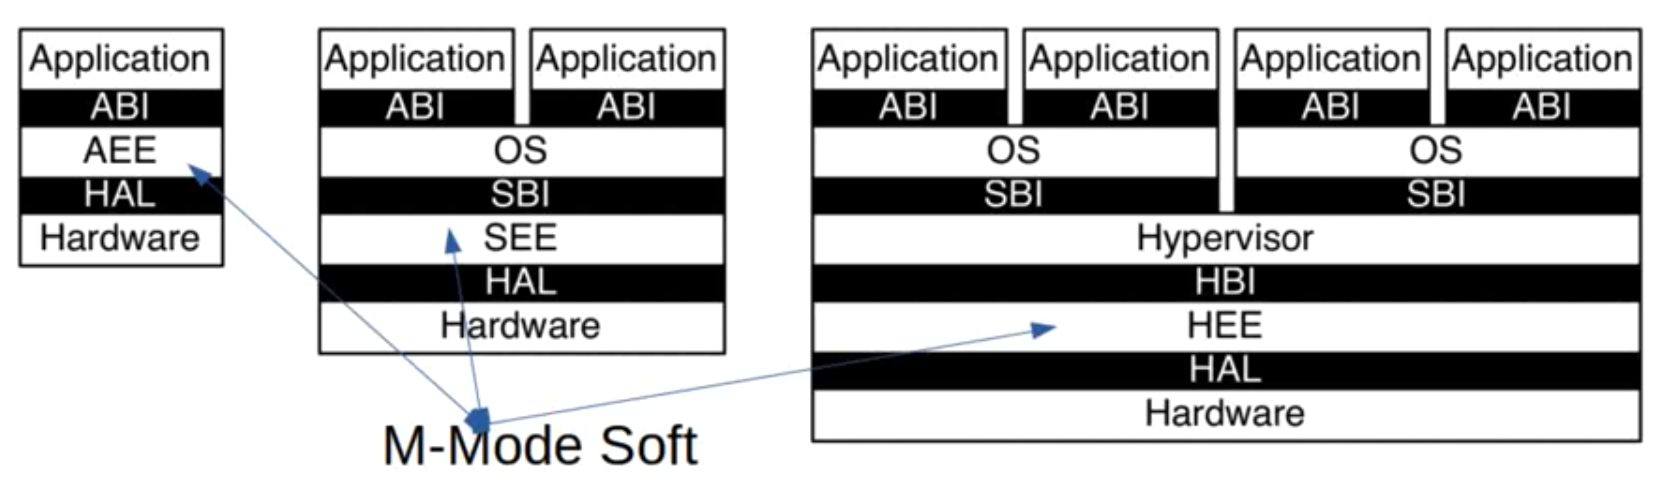 Application
ABI
AEE
HAL
Hardware
Application Application
ABI ABI
OS
SBI
SEE
HAL
Hardware
Application Application Application Application
ABI ABI ABI ABI
OS OS
SBI SBI
Hypervisor
HBI
HEE
HAL
Hardware
M-Mode Soft